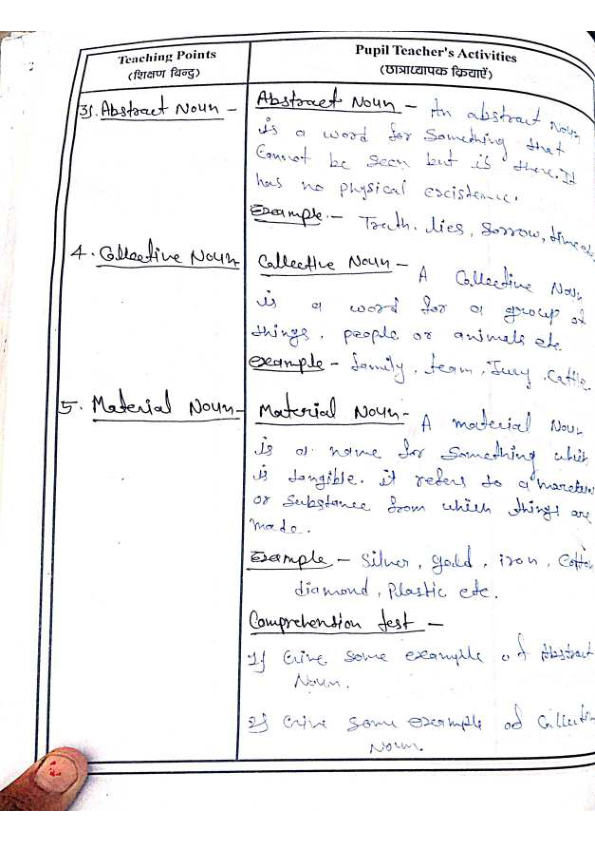 Teaching Points
(शिक्षण बिन्दु)
Pupil Teacher's Activities
(छात्राध्यापक क्रियाएँ)
3). Abstract Noun -
Abstract Noun - An abstract Noun
is a word for something that
Cannot be seen but is there. It
has no physical excistence.
Example - Truth. lies, Sorrow, time
4. Collective Noun
Collective Noun - A Collective Noun
is a word for a group of
things, people or animals etc.
example - family, team, Jury, Cattle.
5. Material Noun -
Material Noun - A material Noun
is a name for something which
is tangible. it refers to a
or substance from which things are
made.
Example - Silver, gold, iron, Cotton
diamond, Plastic etc.
Comprehension test -
1) Give some example of Abstract
Noun.
2) Give some example of Collective
Noun.